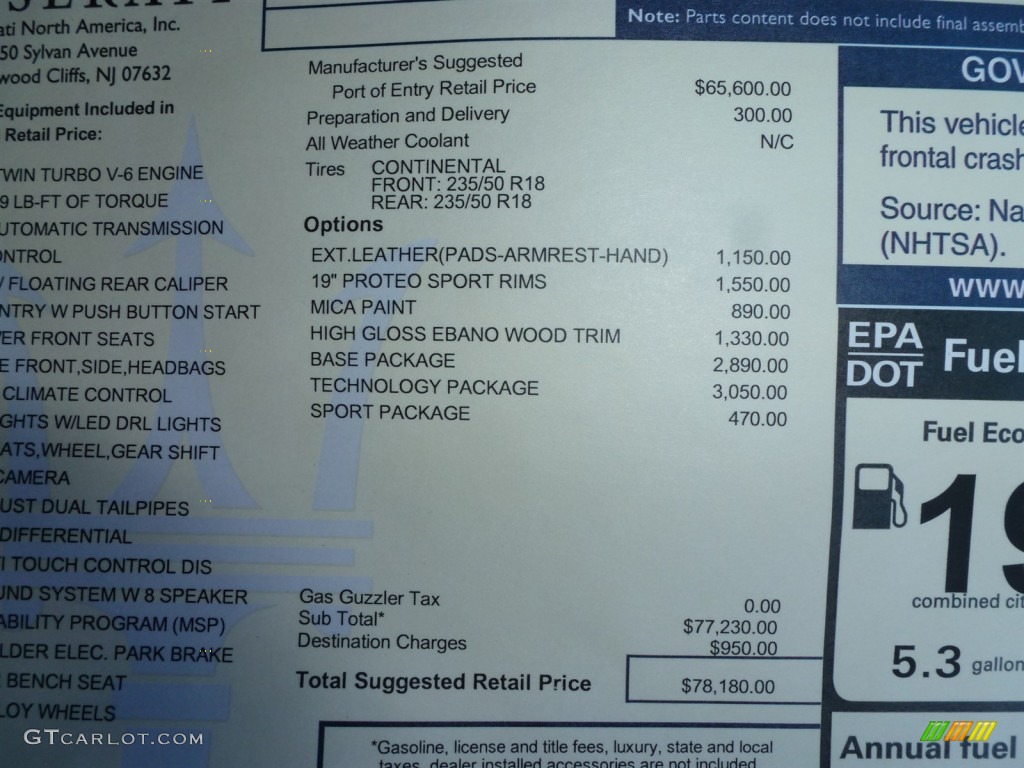 ati North America, Inc.
50 Sylvan Avenue
wood Cliffs, NJ 07632
Equipment Included in
Retail Price:
TWIN TURBO V-6 ENGINE
9 LB-FT OF TORQUE
UTOMATIC TRANSMISSION
ONTROL
/ FLOATING REAR CALIPER
NTRY W PUSH BUTTON START
ER FRONT SEATS
E FRONT,SIDE,HEADBAGS
CLIMATE CONTROL
GHTS W/LED DRL LIGHTS
ATS,WHEEL,GEAR SHIFT
CAMERA
UST DUAL TAILPIPES
DIFFERENTIAL
I TOUCH CONTROL DIS
UND SYSTEM W 8 SPEAKER
ABILITY PROGRAM (MSP)
LDER ELEC. PARK BRAKE
BENCH SEAT
LOY WHEELS
Note: Parts content does not include final assemb
Manufacturer's Suggested
Port of Entry Retail Price $65,600.00
Preparation and Delivery 300.00
All Weather Coolant N/C
Tires CONTINENTAL
FRONT: 235/50 R18
REAR: 235/50 R18
Options
EXT.LEATHER(PADS-ARMREST-HAND) 1,150.00
19" PROTEO SPORT RIMS 1,550.00
MICA PAINT 890.00
HIGH GLOSS EBANO WOOD TRIM 1,330.00
BASE PACKAGE 2,890.00
TECHNOLOGY PACKAGE 3,050.00
SPORT PACKAGE 470.00
Gas Guzzler Tax 0.00
Sub Total* $77,230.00
Destination Charges $950.00
Total Suggested Retail Price $78,180.00
*Gasoline, license and title fees, luxury, state and local
taxes, dealer installed accessories are not included
GOV
This vehicle
frontal crash
Source: Na
(NHTSA).
www
EPA
DOT
Fuel
Fuel Eco
19
combined cit
5.3 gallon
Annual fuel
GTCARLOT.COM